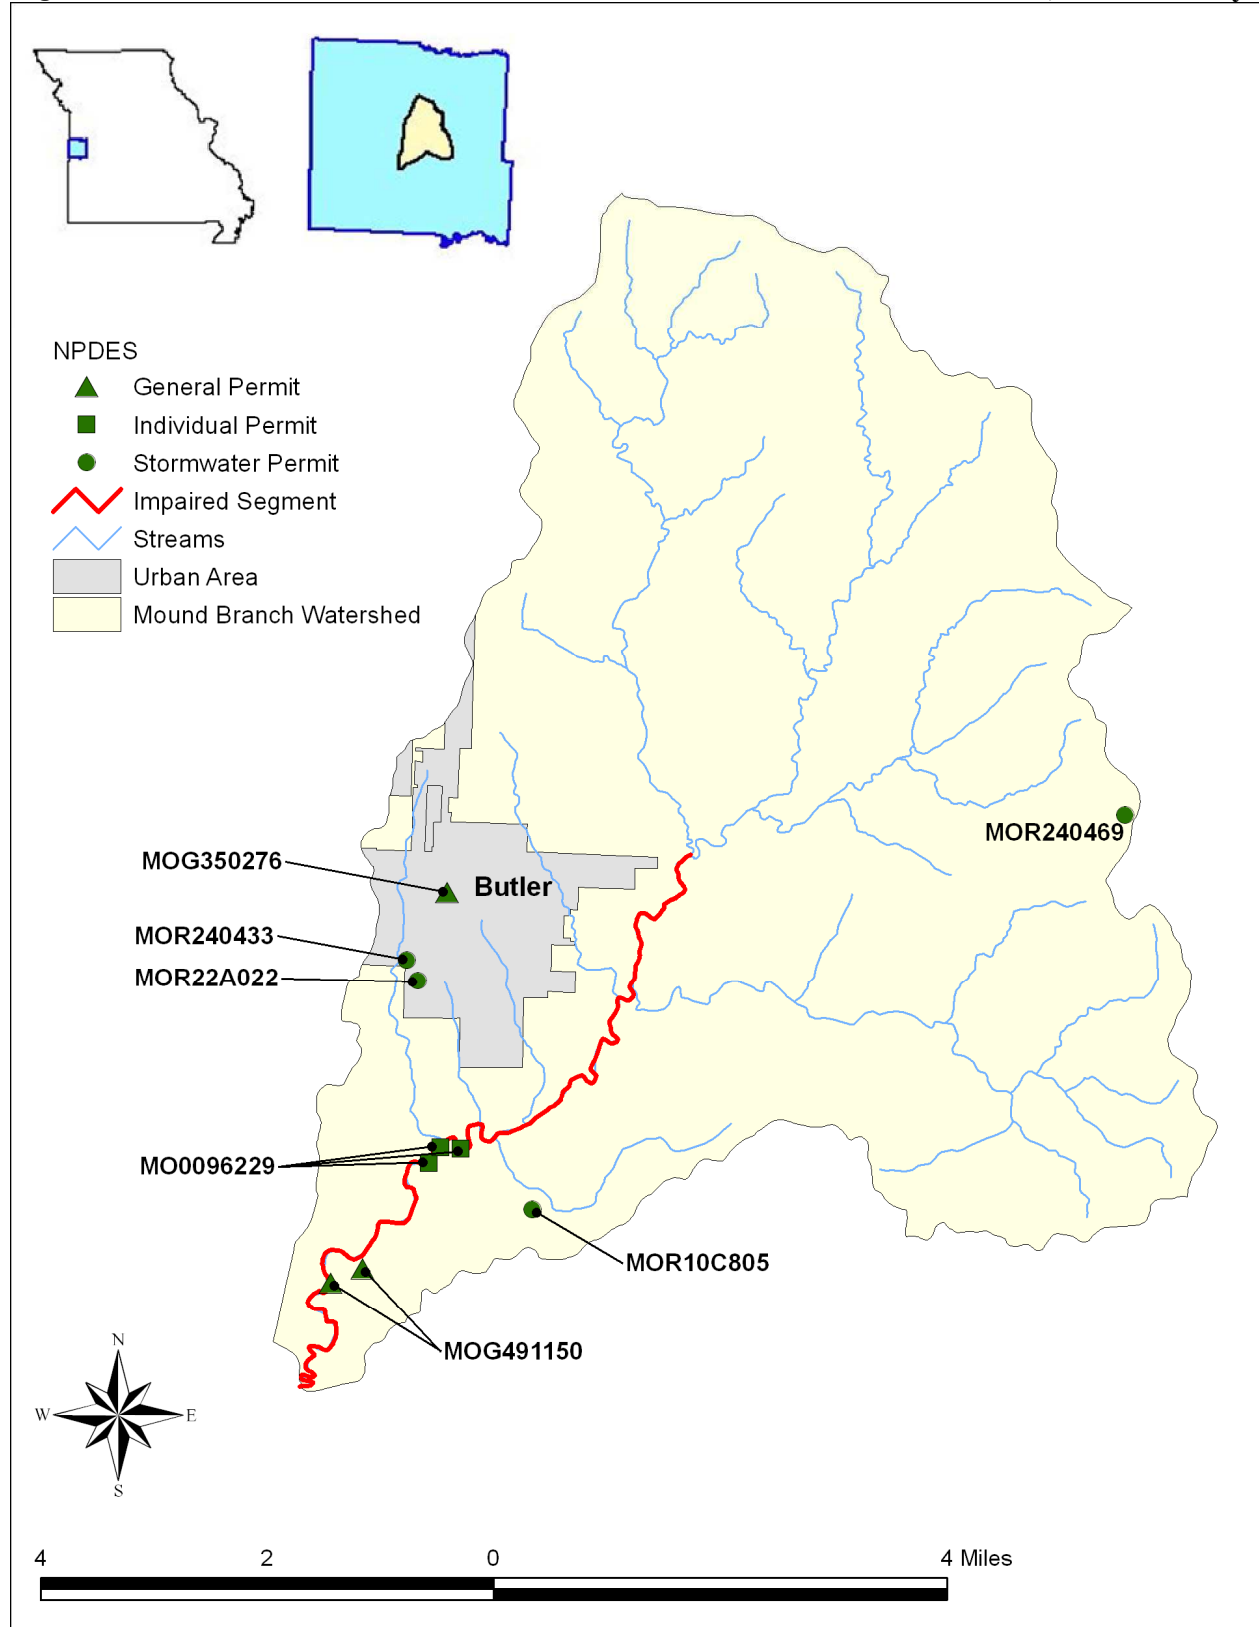 NPDES
General Permit
Individual Permit
Stormwater Permit
Impaired Segment
Streams
Urban Area
Mound Branch Watershed
MOR240469
MOG350276
Butler
MOR240433
MOR22A022
MO0096229
MOR10C805
MOG491150
N
W E
S
4 2 0 4 Miles